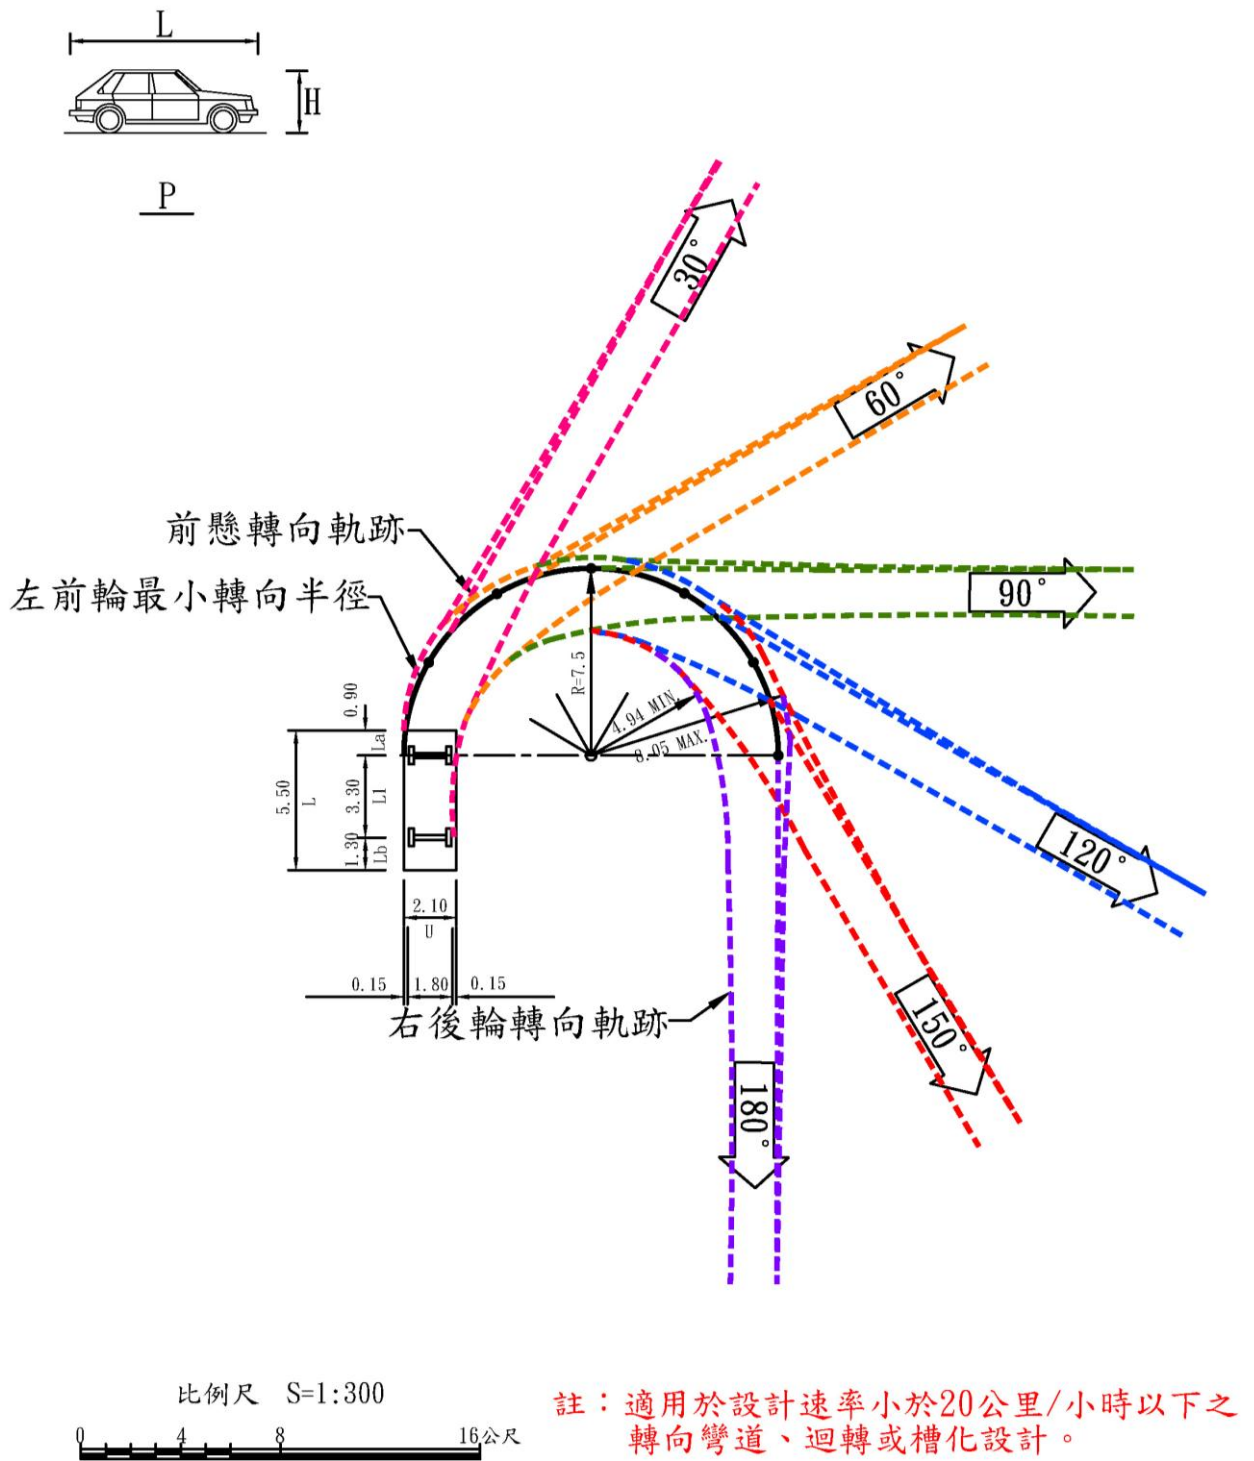 L
H
P
30°
60°
前懸轉向軌跡
左前輪最小轉向半徑
90°
R=7.5
4.94 MIN.
8.05 MAX.
0.90
La
5.50
L
3.30
L1
1.30
Lb
120°
2.10
U
0.15
1.80
0.15
右後輪轉向軌跡
150°
180°
比例尺 S=1:300
0 4 8 16公尺
註：適用於設計速率小於20公里/小時以下之
轉向彎道、迴轉或槽化設計。